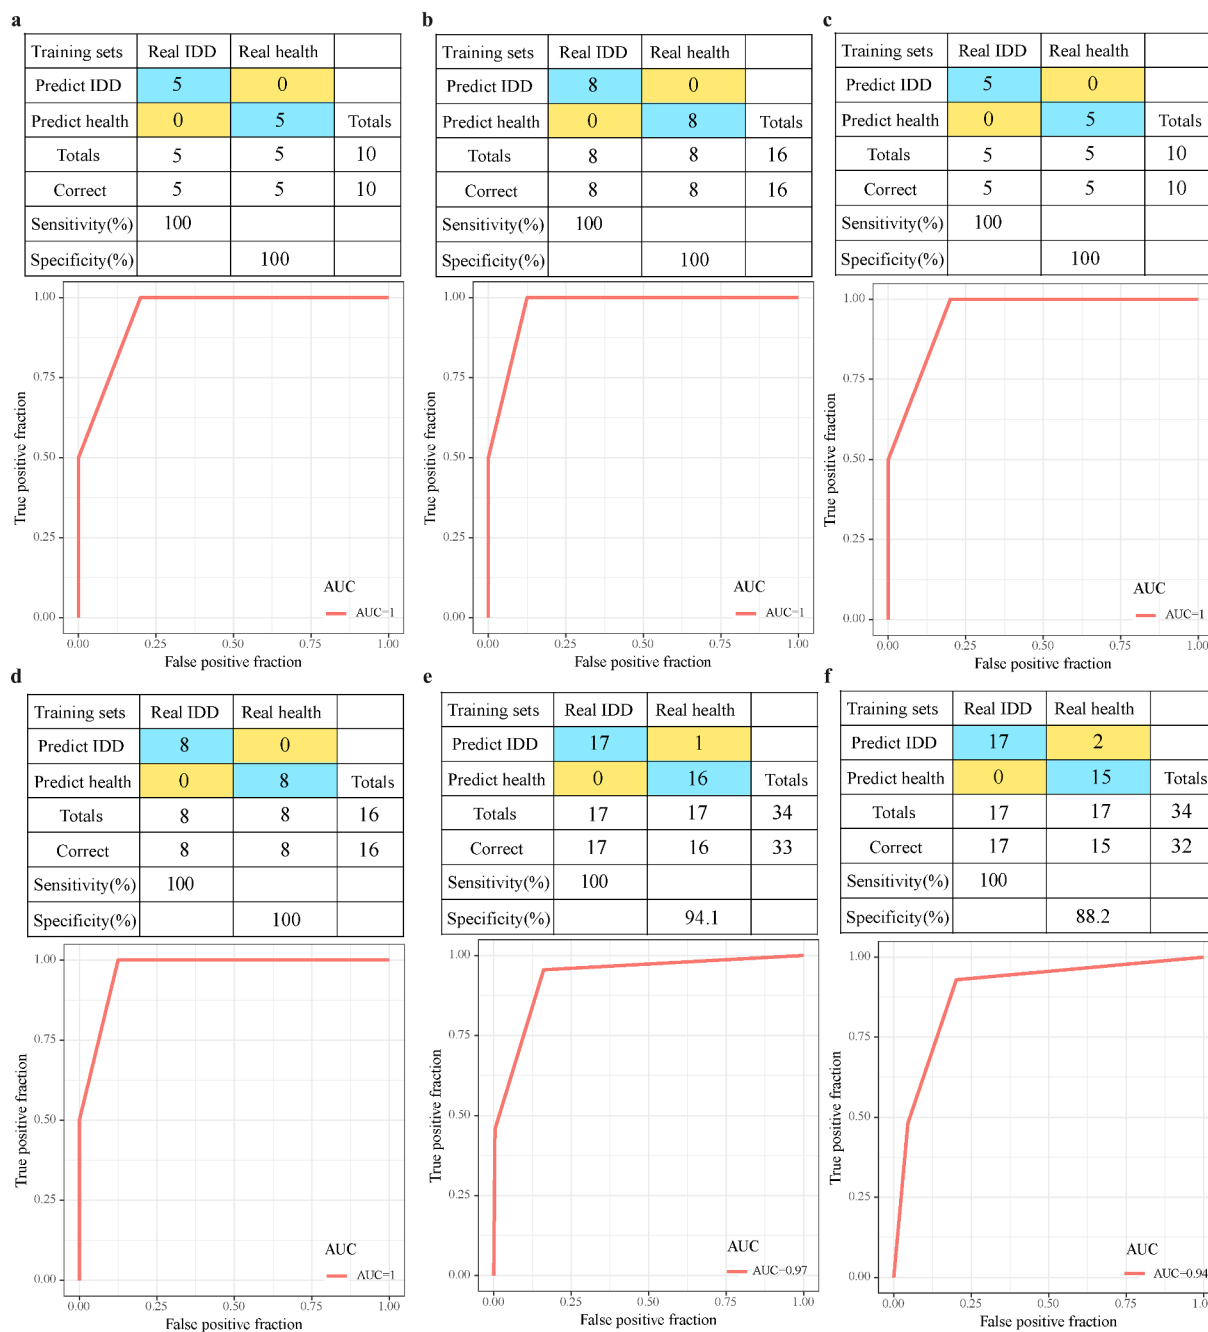 a
Training sets Real IDD Real health
Predict IDD 5 0
Predict health 0 5 Totals
Totals 5 5 10
Correct 5 5 10
Sensitivity(%) 100
Specificity(%) 100
1.00
0.75
0.50
0.25
0.00
True positive fraction
AUC
AUC=1
0.00 0.25 0.50 0.75 1.00
False positive fraction
b
Training sets Real IDD Real health
Predict IDD 8 0
Predict health 0 8 Totals
Totals 8 8 16
Correct 8 8 16
Sensitivity(%) 100
Specificity(%) 100
1.00
0.75
0.50
0.25
0.00
True positive fraction
AUC
AUC=1
0.00 0.25 0.50 0.75 1.00
False positive fraction
c
Training sets Real IDD Real health
Predict IDD 5 0
Predict health 0 5 Totals
Totals 5 5 10
Correct 5 5 10
Sensitivity(%) 100
Specificity(%) 100
1.00
0.75
0.50
0.25
0.00
True positive fraction
AUC
AUC=1
0.00 0.25 0.50 0.75 1.00
False positive fraction
d
Training sets Real IDD Real health
Predict IDD 8 0
Predict health 0 8 Totals
Totals 8 8 16
Correct 8 8 16
Sensitivity(%) 100
Specificity(%) 100
1.00
0.75
0.50
0.25
0.00
True positive fraction
AUC
AUC=1
0.00 0.25 0.50 0.75 1.00
False positive fraction
e
Training sets Real IDD Real health
Predict IDD 17 1
Predict health 0 16 Totals
Totals 17 17 34
Correct 17 16 33
Sensitivity(%) 100
Specificity(%) 94.1
1.00
0.75
0.50
0.25
0.00
True positive fraction
AUC
AUC=0.97
0.00 0.25 0.50 0.75 1.00
False positive fraction
f
Training sets Real IDD Real health
Predict IDD 17 2
Predict health 0 15 Totals
Totals 17 17 34
Correct 17 15 32
Sensitivity(%) 100
Specificity(%) 88.2
1.00
0.75
0.50
0.25
0.00
True positive fraction
AUC
AUC=0.94
0.00 0.25 0.50 0.75 1.00
False positive fraction